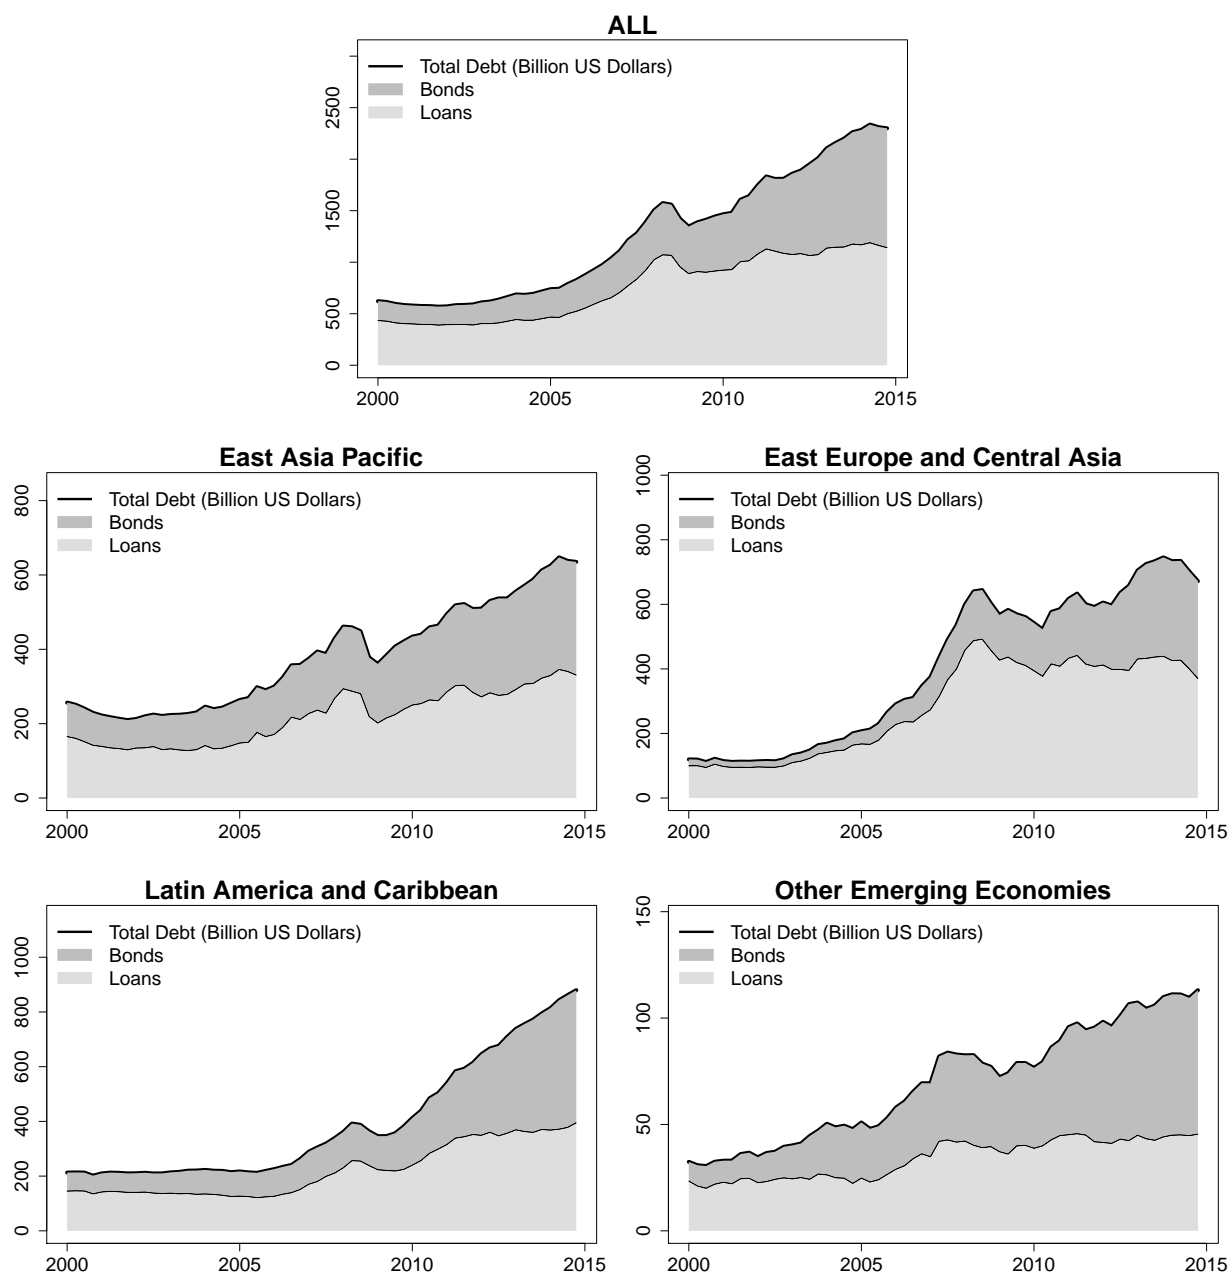 ALL
Total Debt (Billion US Dollars)
Bonds
Loans
2500
1500
500
0
2000 2005 2010 2015
East Asia Pacific
Total Debt (Billion US Dollars)
Bonds
Loans
800
600
400
200
0
2000 2005 2010 2015
East Europe and Central Asia
Total Debt (Billion US Dollars)
Bonds
Loans
1000
800
600
400
200
0
2000 2005 2010 2015
Latin America and Caribbean
Total Debt (Billion US Dollars)
Bonds
Loans
1000
800
600
400
200
0
2000 2005 2010 2015
Other Emerging Economies
Total Debt (Billion US Dollars)
Bonds
Loans
150
100
50
0
2000 2005 2010 2015